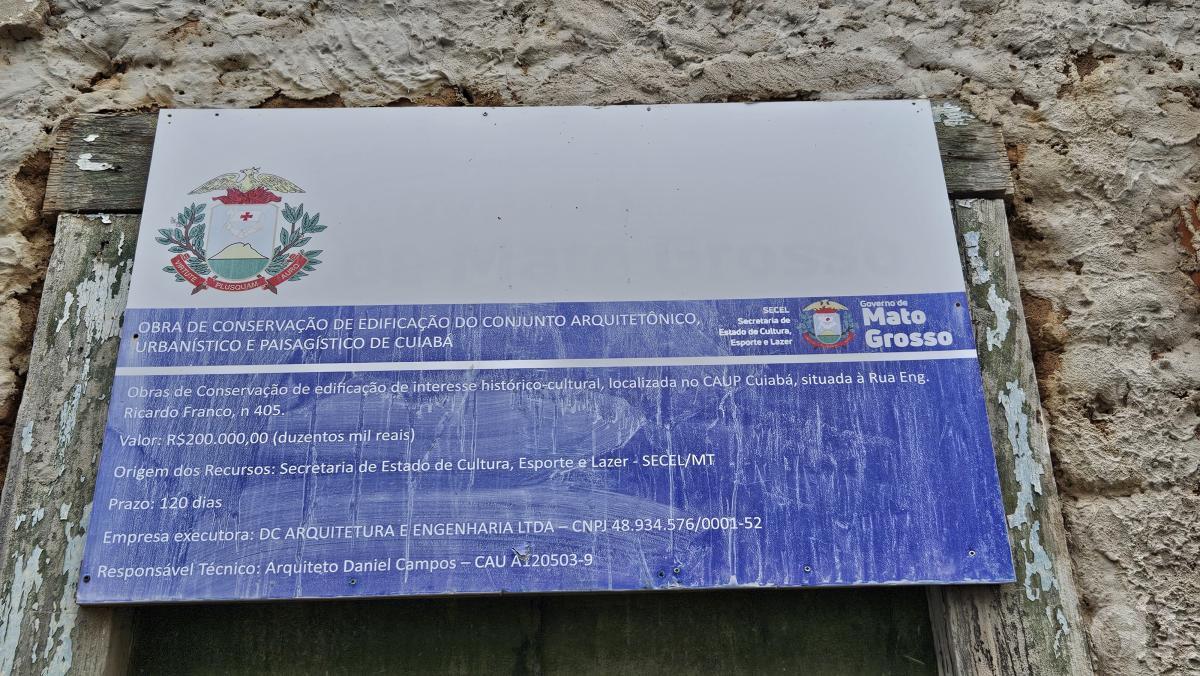 VIRTUTE PLUSQUAM AURO
OBRA DE CONSERVAÇÃO DE EDIFICAÇÃO DO CONJUNTO ARQUITETÔNICO,
URBANÍSTICO E PAISAGÍSTICO DE CUIABÁ
SECEL
Secretaria de
Estado de Cultura,
Esporte e Lazer
Governo de
Mato
Grosso
Obras de Conservação de edificação de interesse histórico-cultural, localizada no CAUP Cuiabá, situada à Rua Eng.
Ricardo Franco, n 405.
Valor: R$200.000,00 (duzentos mil reais)
Origem dos Recursos: Secretaria de Estado de Cultura, Esporte e Lazer - SECEL/MT
Prazo: 120 dias
Empresa executora: DC ARQUITETURA E ENGENHARIA LTDA – CNPJ 48.934.576/0001-52
Responsável Técnico: Arquiteto Daniel Campos – CAU A120503-9